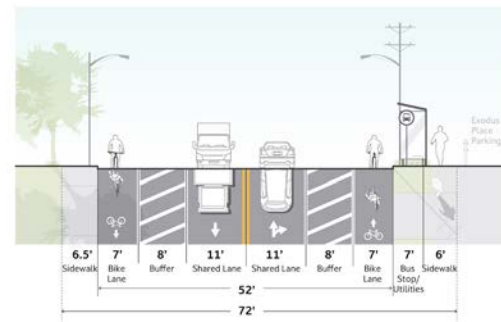 Exodus
Place
Parking
6.5' 7' 8' 11' 11' 8' 7' 7' 6'
Sidewalk Bike Buffer Shared Lane Shared Lane Buffer Bike Bus Sidewalk
Lane Lane Stop/
Utilities
52'
72'